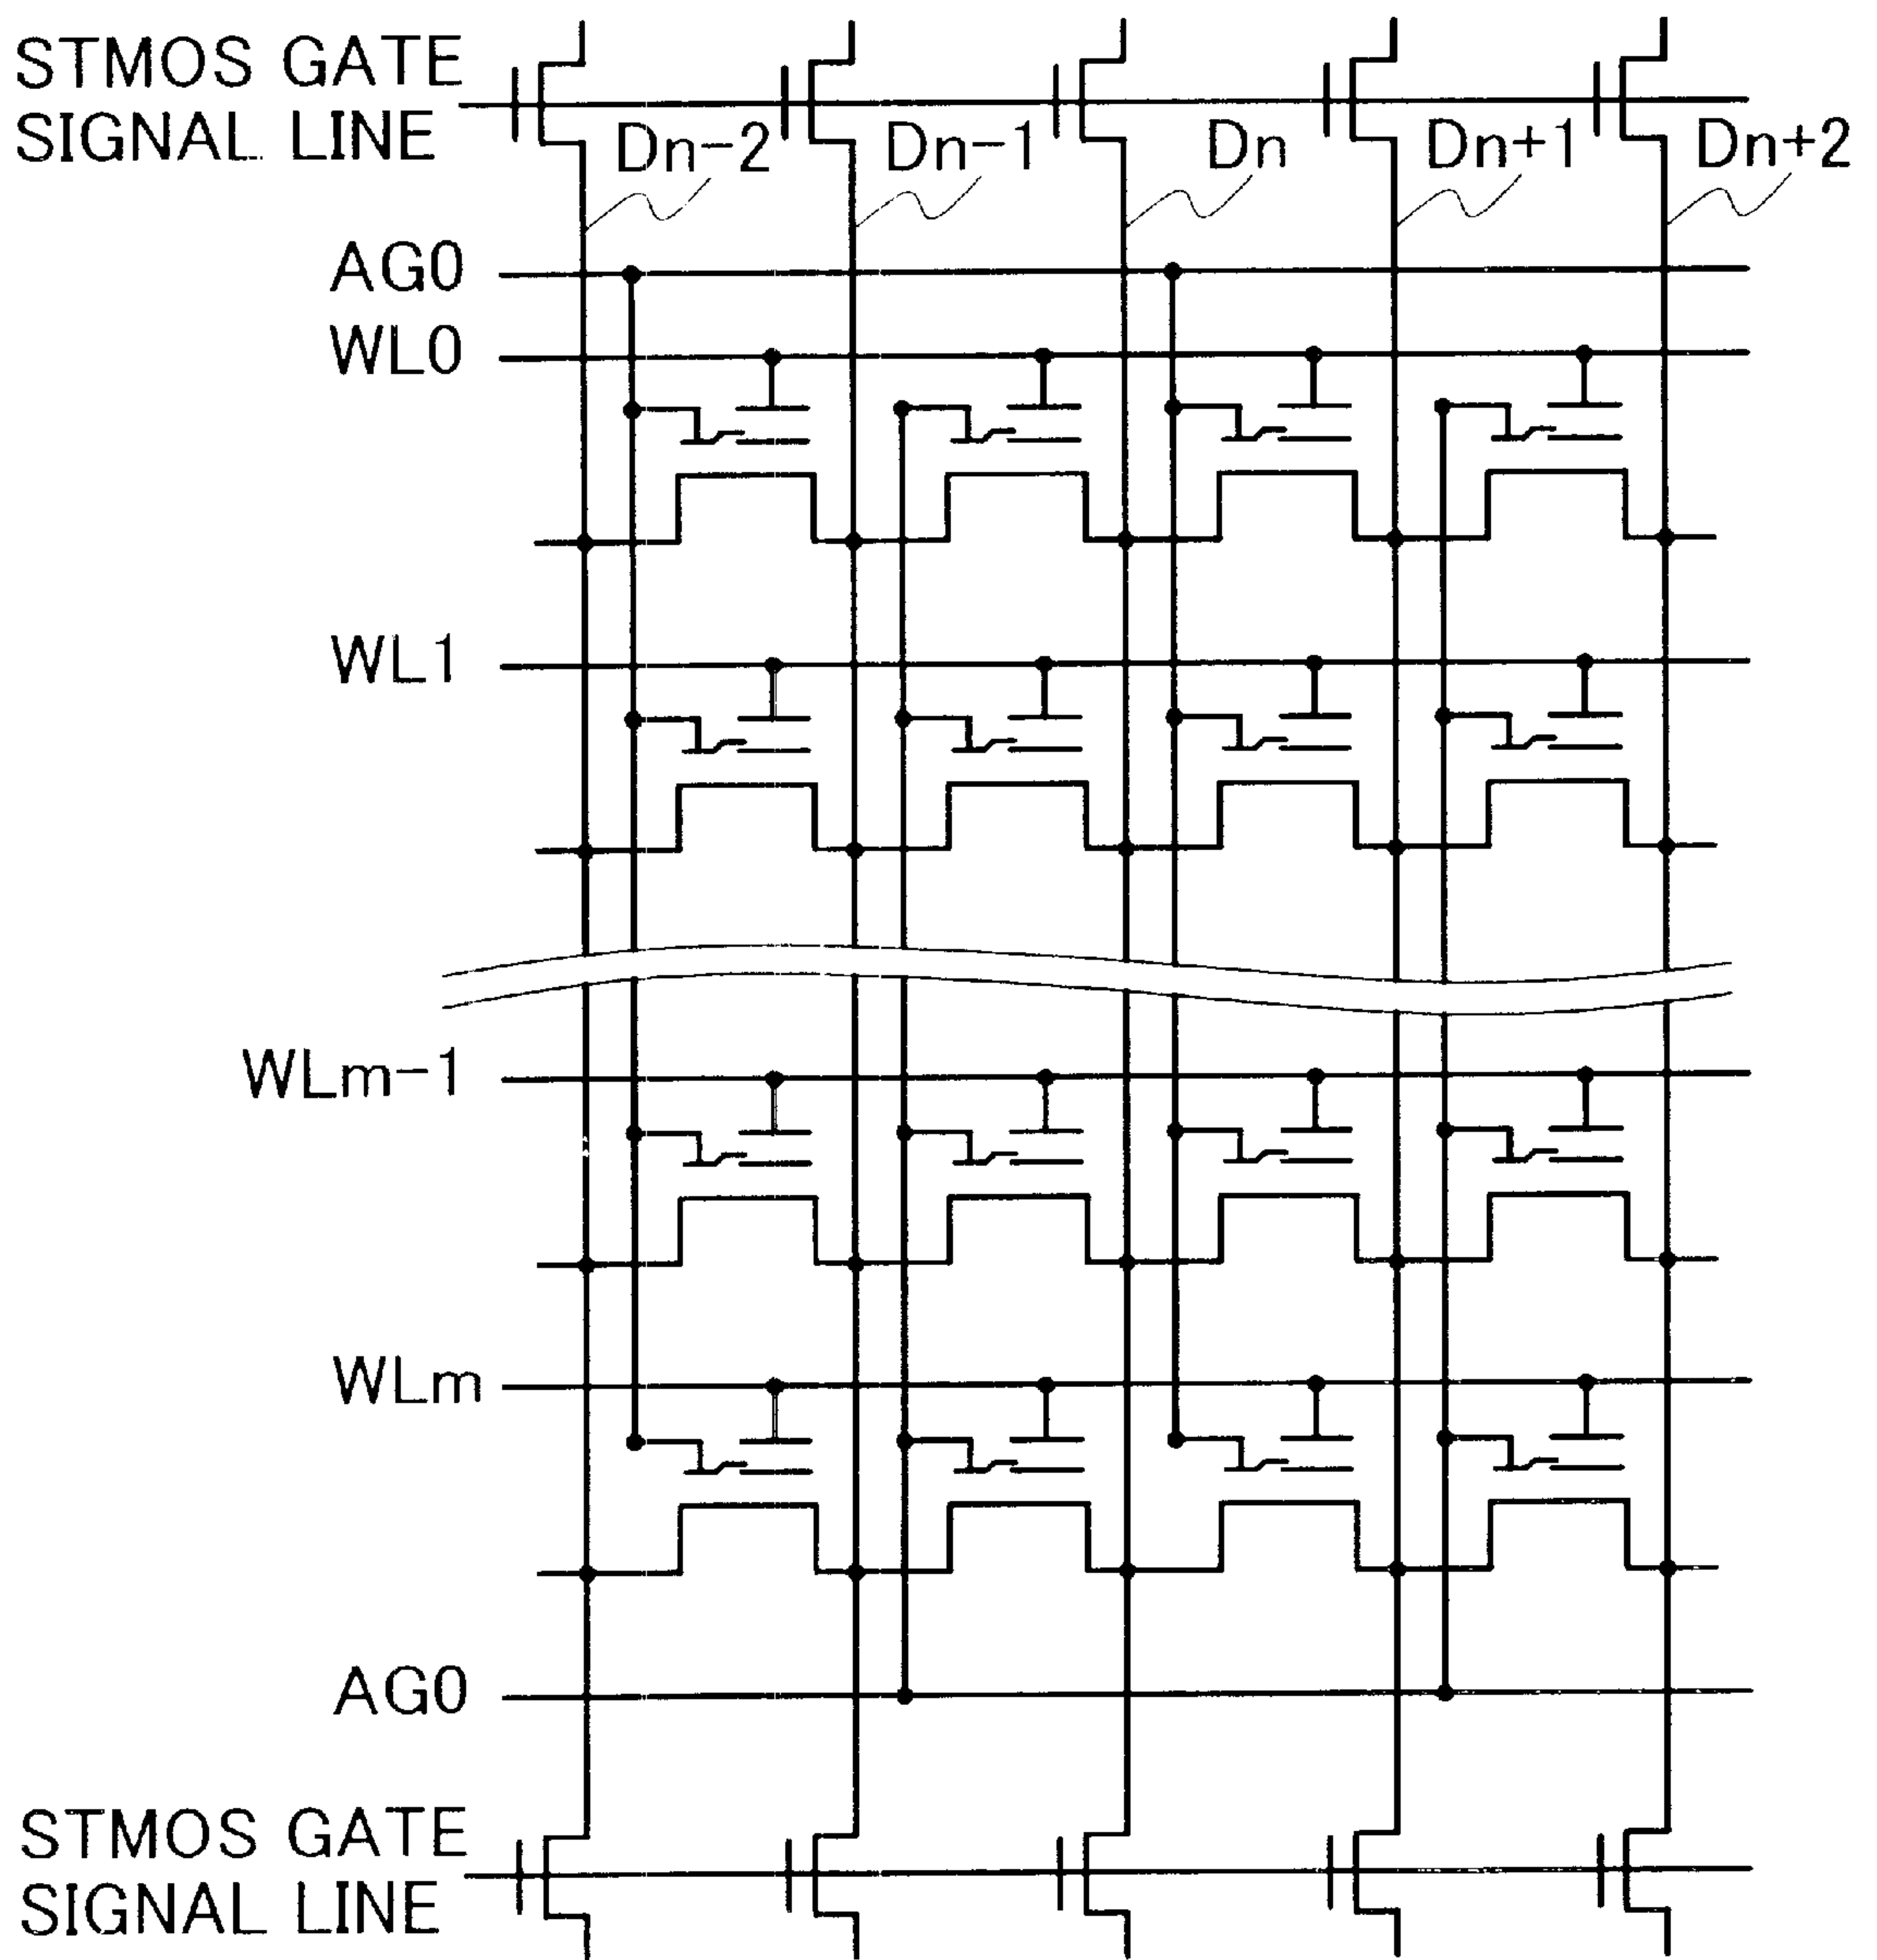 STMOS GATE
SIGNAL LINE
Dn-2
Dn-1
Dn
Dn+1
Dn+2
AG0
WL0
WL1
WLm-1
WLm
AG0
STMOS GATE
SIGNAL LINE